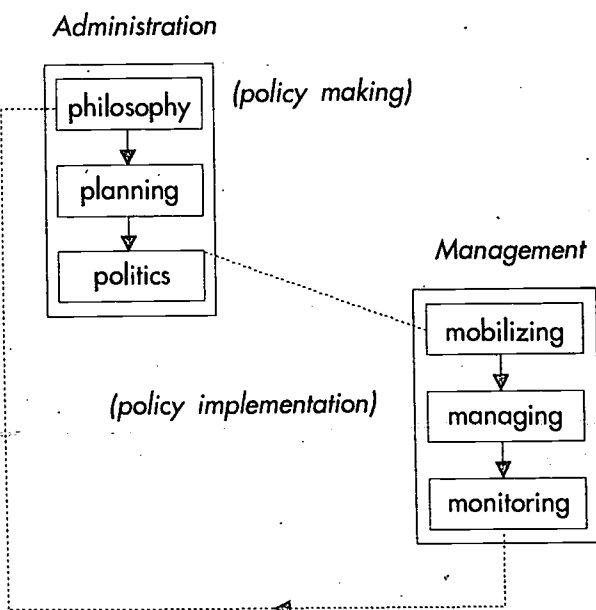 Administration
philosophy
(policy making)
planning
politics
Management
mobilizing
(policy implementation)
managing
monitoring